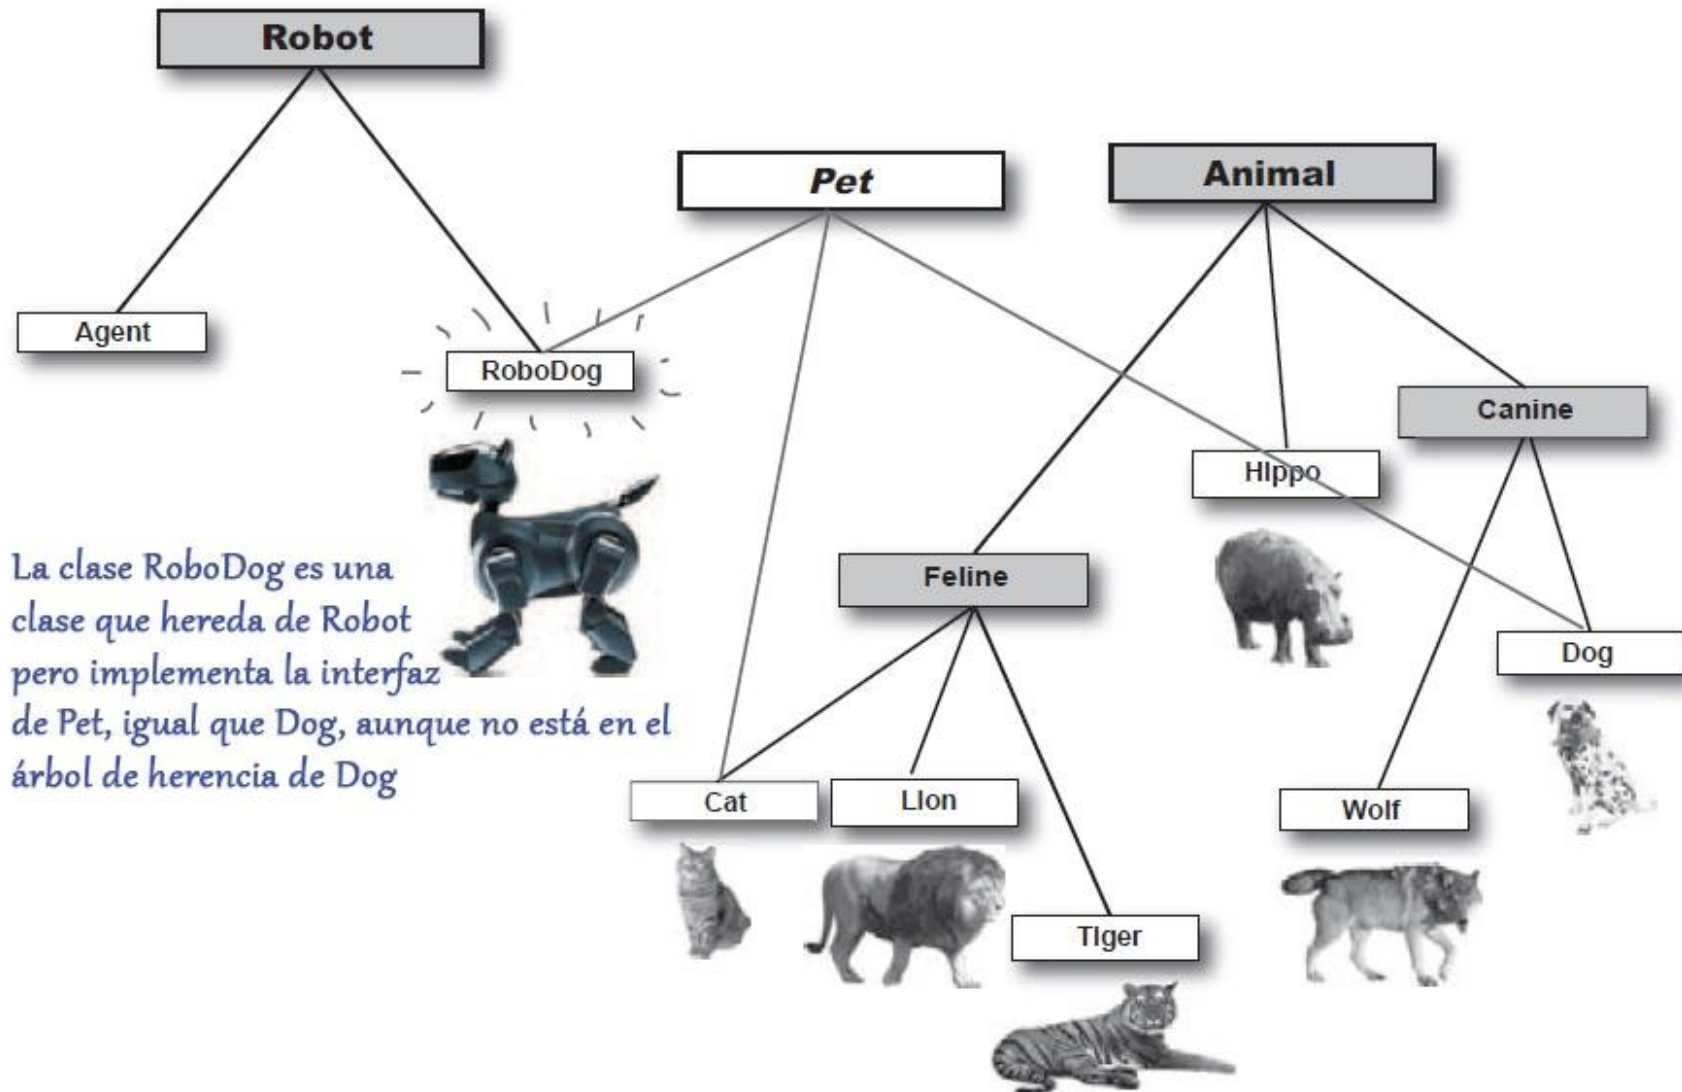 Robot
Pet
Animal
Agent
RoboDog
Canine
HIppo
Feline
La clase RoboDog es una
clase que hereda de Robot
pero implementa la interfaz
de Pet, igual que Dog, aunque no está en el
árbol de herencia de Dog
Dog
Cat
LIon
Wolf
TIger